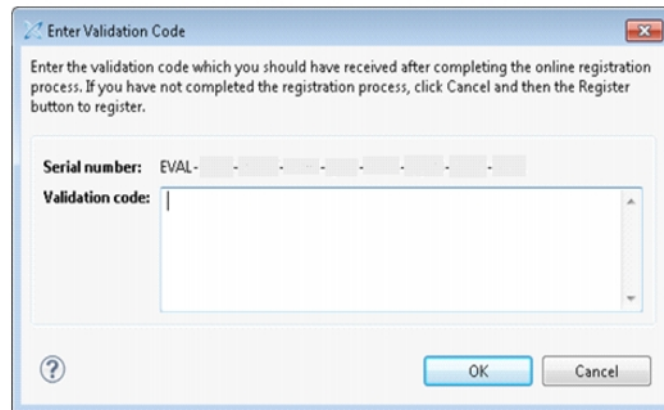 Enter Validation Code
Enter the validation code which you should have received after completing the online registration
process. If you have not completed the registration process, click Cancel and then the Register
button to register.
Serial number: EVAL- - - - - - - -
Validation code:
?
OK Cancel